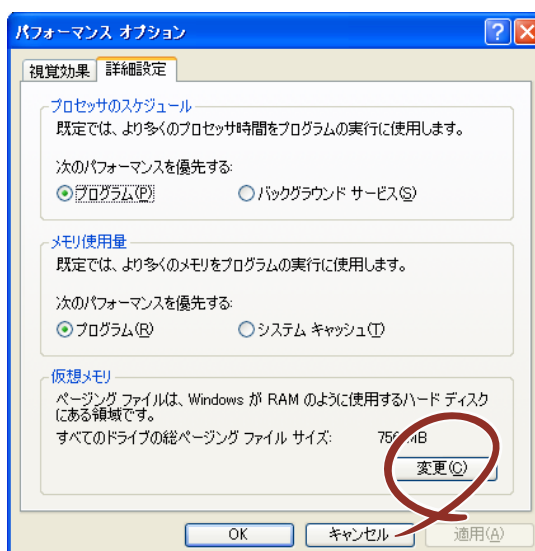 パフォーマンス オプション
視覚効果 詳細設定
プロセッサのスケジュール
既定では、より多くのプロセッサ時間をプログラムの実行に使用します。
次のパフォーマンスを優先する:
プログラム(P) バックグラウンド サービス(S)
メモリ使用量
既定では、より多くのメモリをプログラムの実行に使用します。
次のパフォーマンスを優先する:
プログラム(R) システム キャッシュ(T)
仮想メモリ
ページング ファイルは、Windows が RAM のように使用するハード ディスク
にある領域です。
すべてのドライブの総ページング ファイル サイズ: MB
変更(C)
OK キャンセル 適用(A)